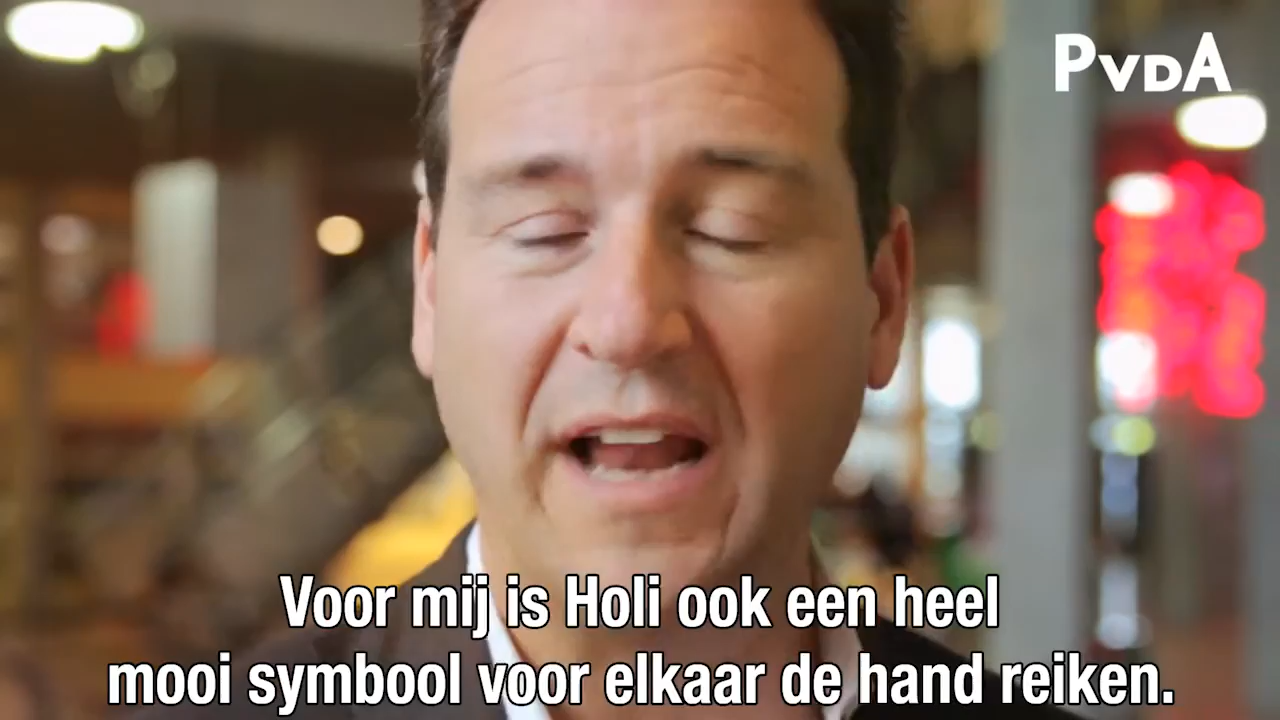 PvdA
Voor mij is Holi ook een heel
mooi symbool voor elkaar de hand reiken.